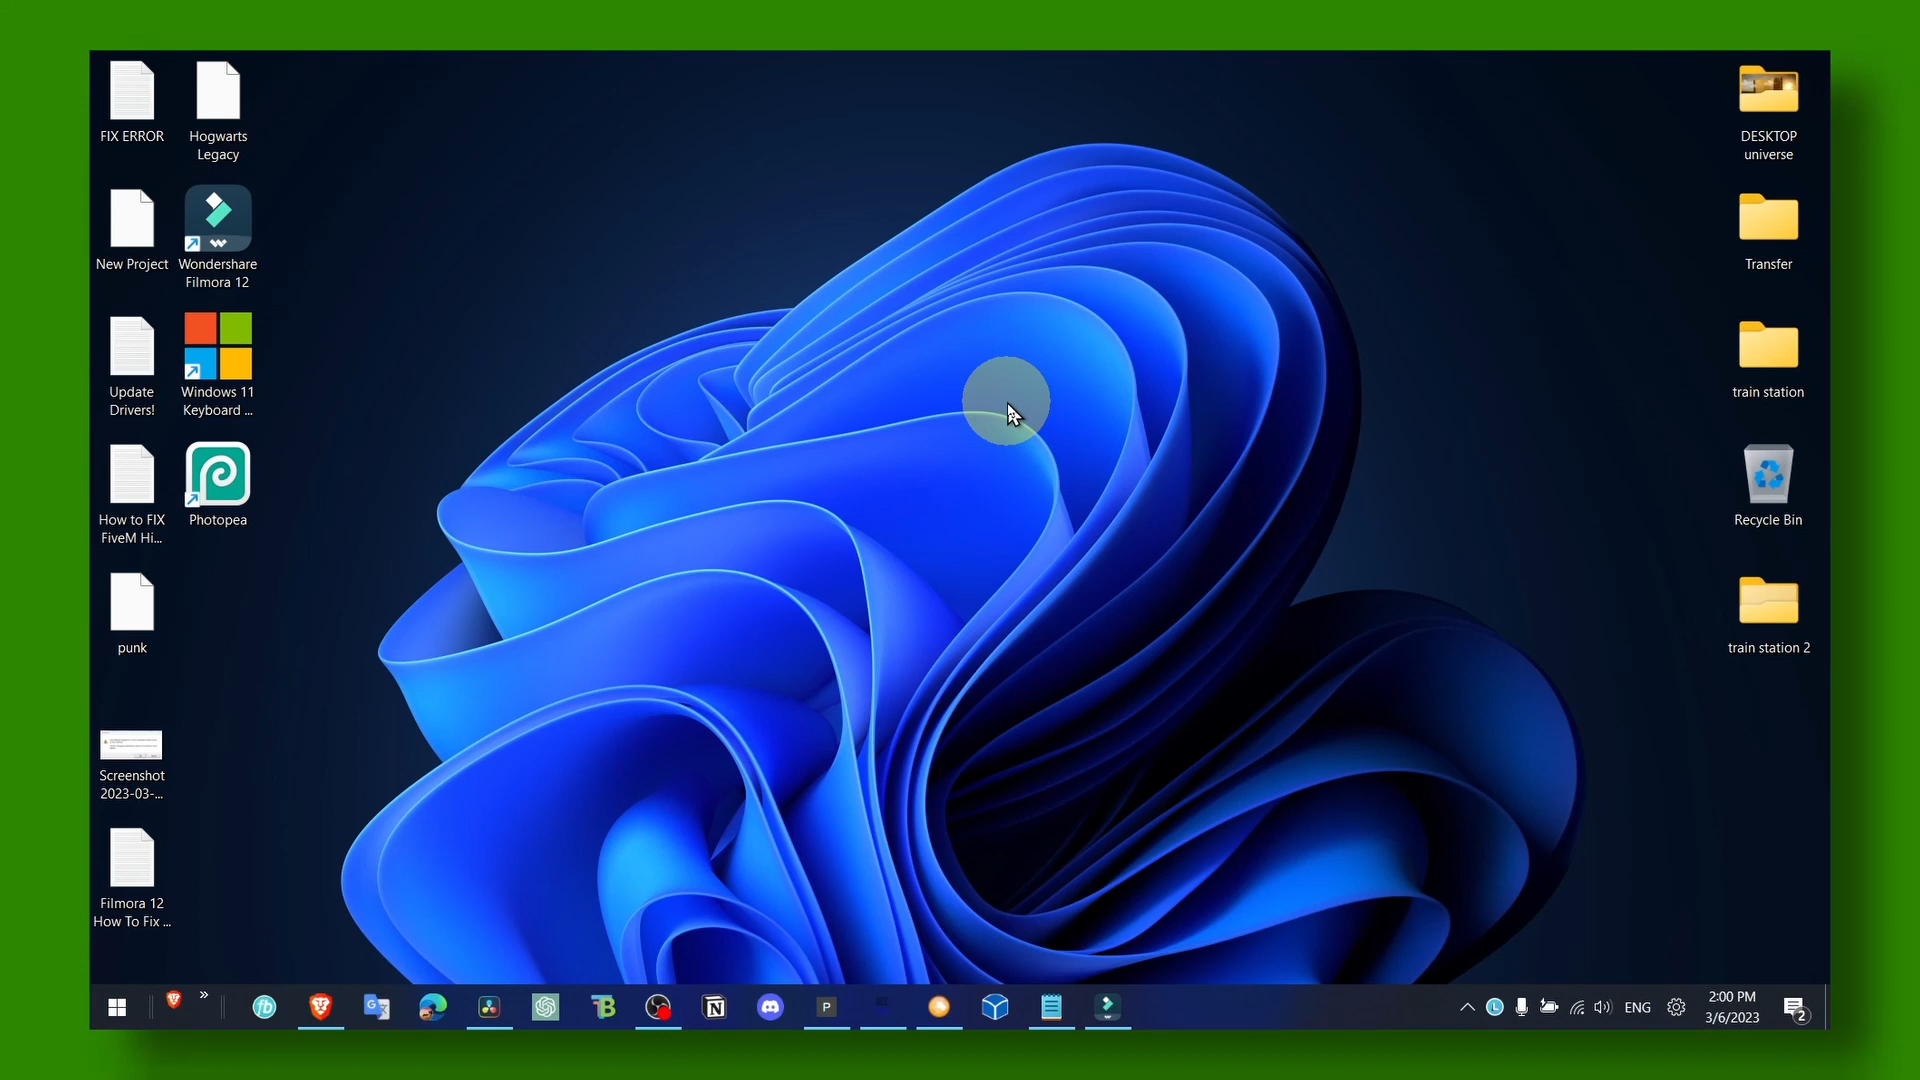 FIX ERROR
Hogwarts
Legacy
New Project
Wondershare
Filmora 12
Update
Drivers!
Windows 11
Keyboard ...
How to FIX
FiveM Hi...
Photopea
punk
Screenshot
2023-03-...
Filmora 12
How To Fix ...
DESKTOP
universe
Transfer
train station
Recycle Bin
train station 2
ENG
2:00 PM
3/6/2023
2